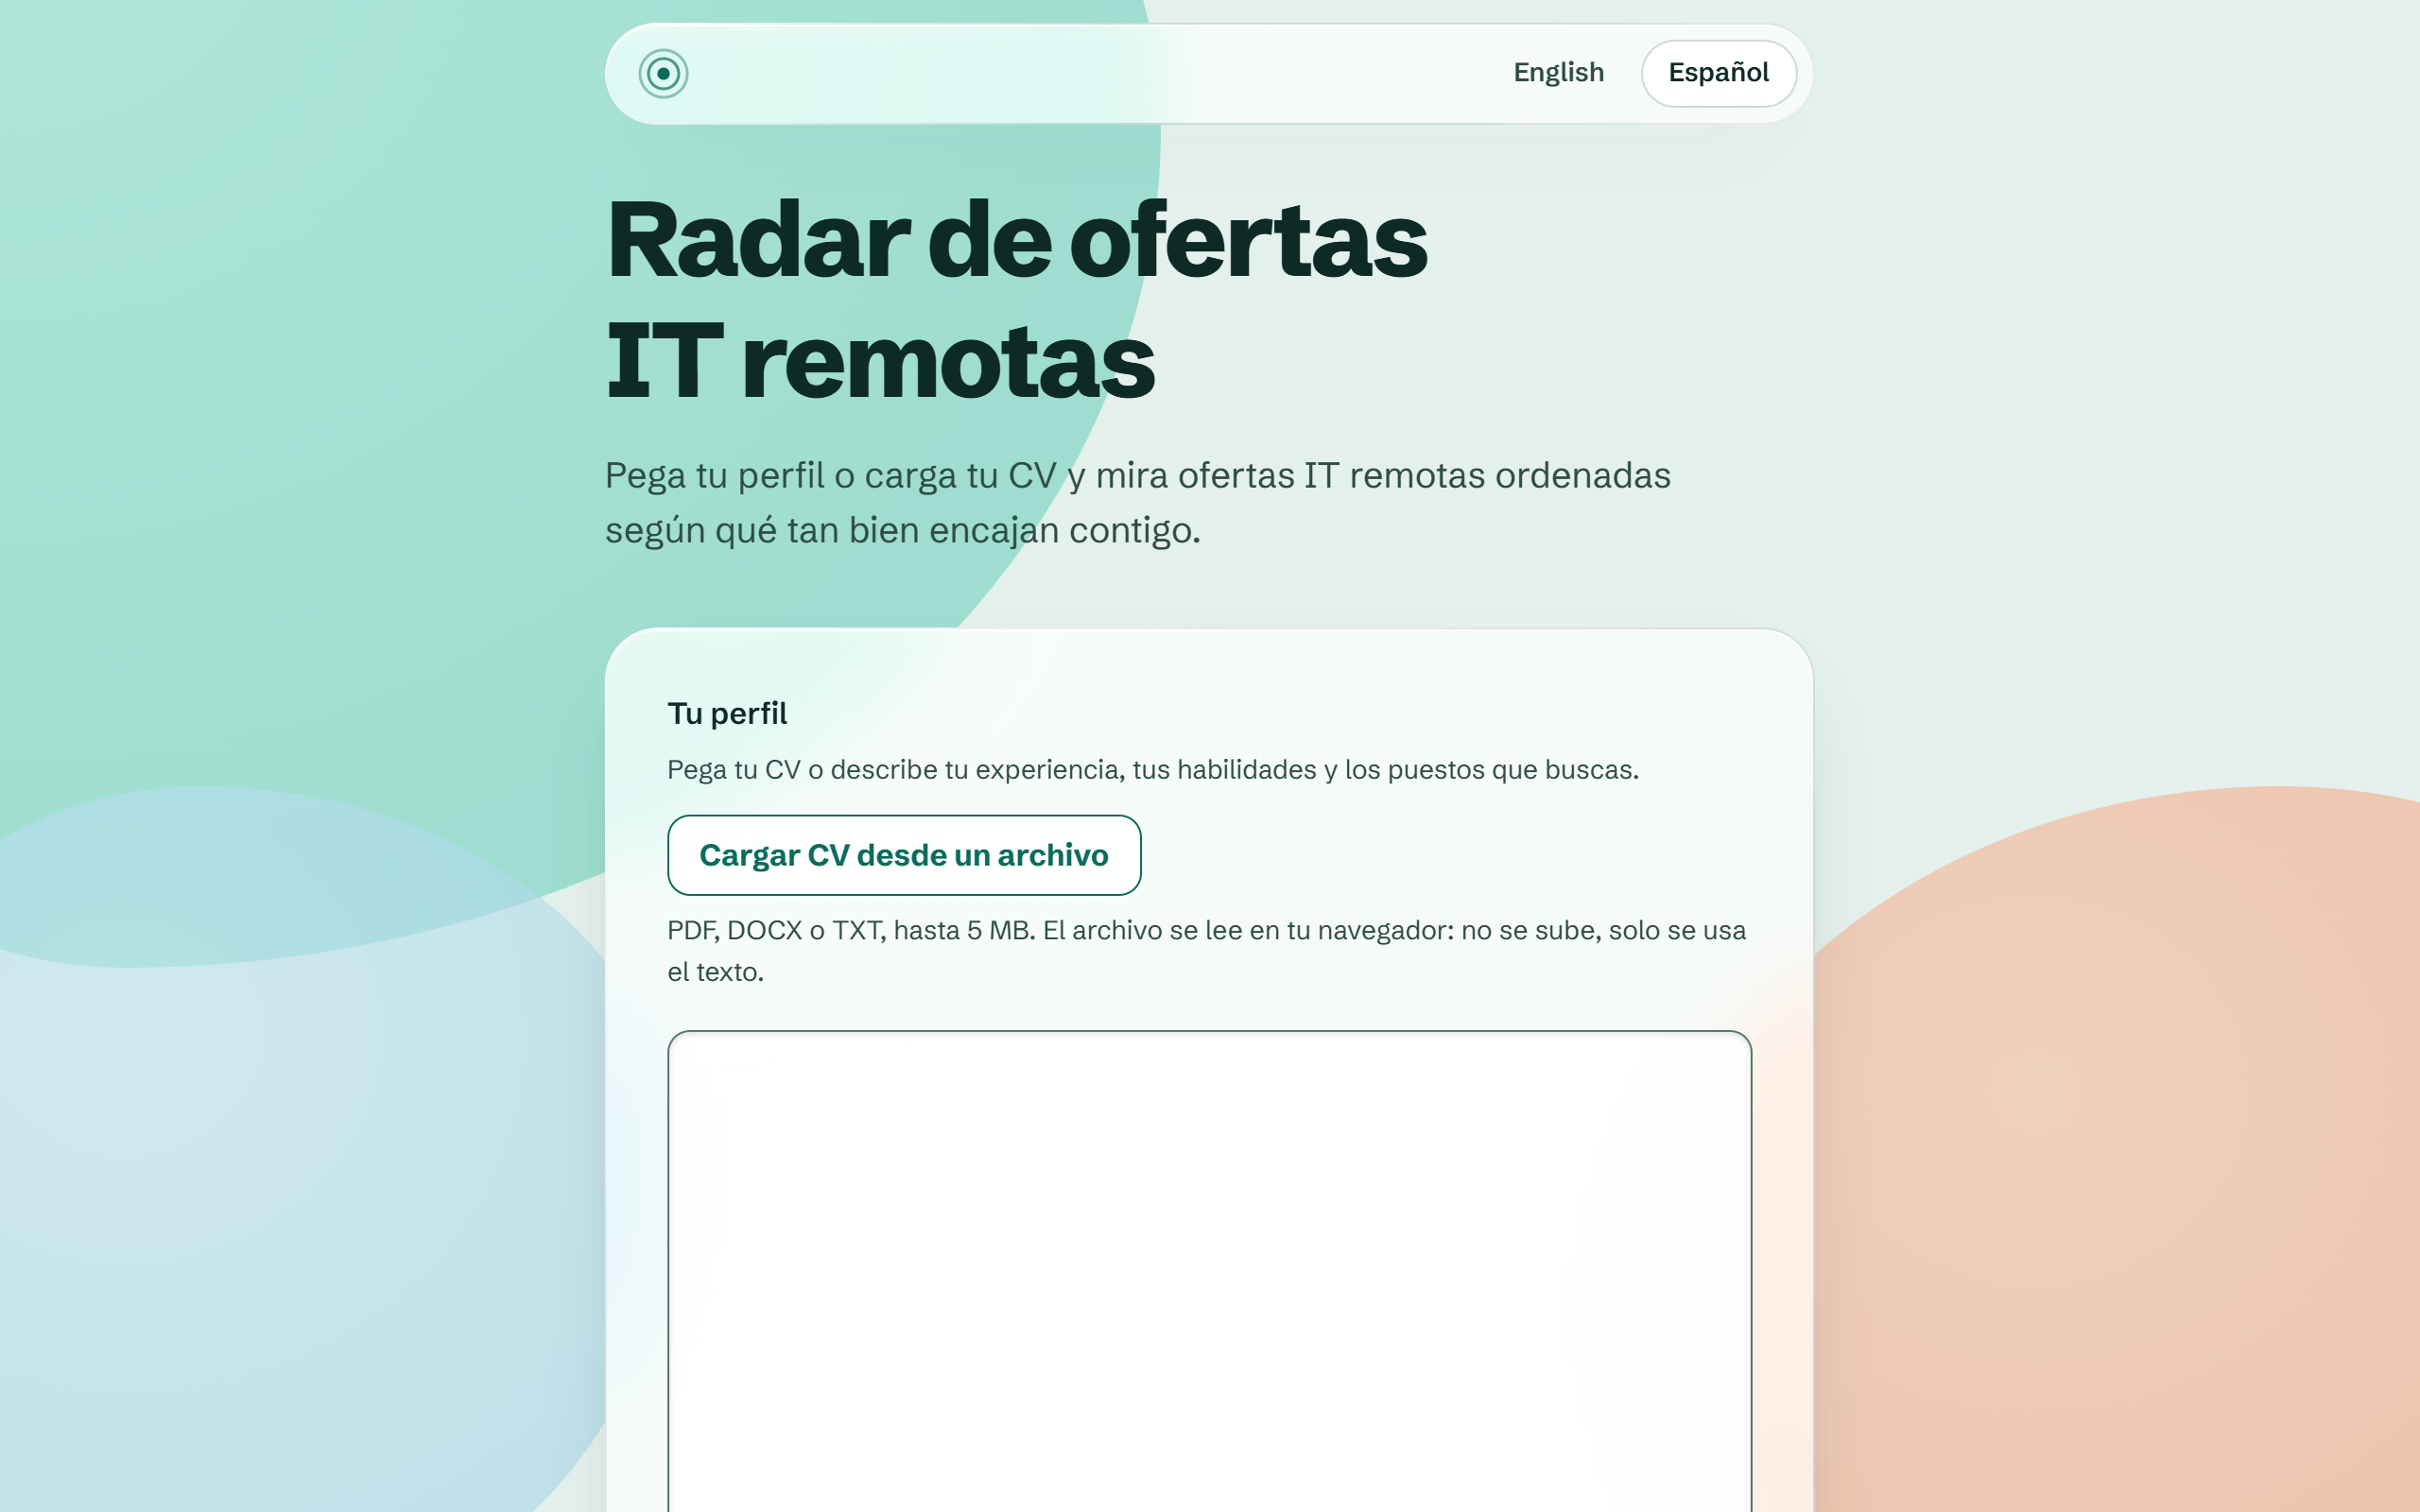 English
Español
Radar de ofertas
IT remotas
Pega tu perfil o carga tu CV y mira ofertas IT remotas ordenadas
según qué tan bien encajan contigo.
Tu perfil
Pega tu CV o describe tu experiencia, tus habilidades y los puestos que buscas.
Cargar CV desde un archivo
PDF, DOCX o TXT, hasta 5 MB. El archivo se lee en tu navegador: no se sube, solo se usa
el texto.